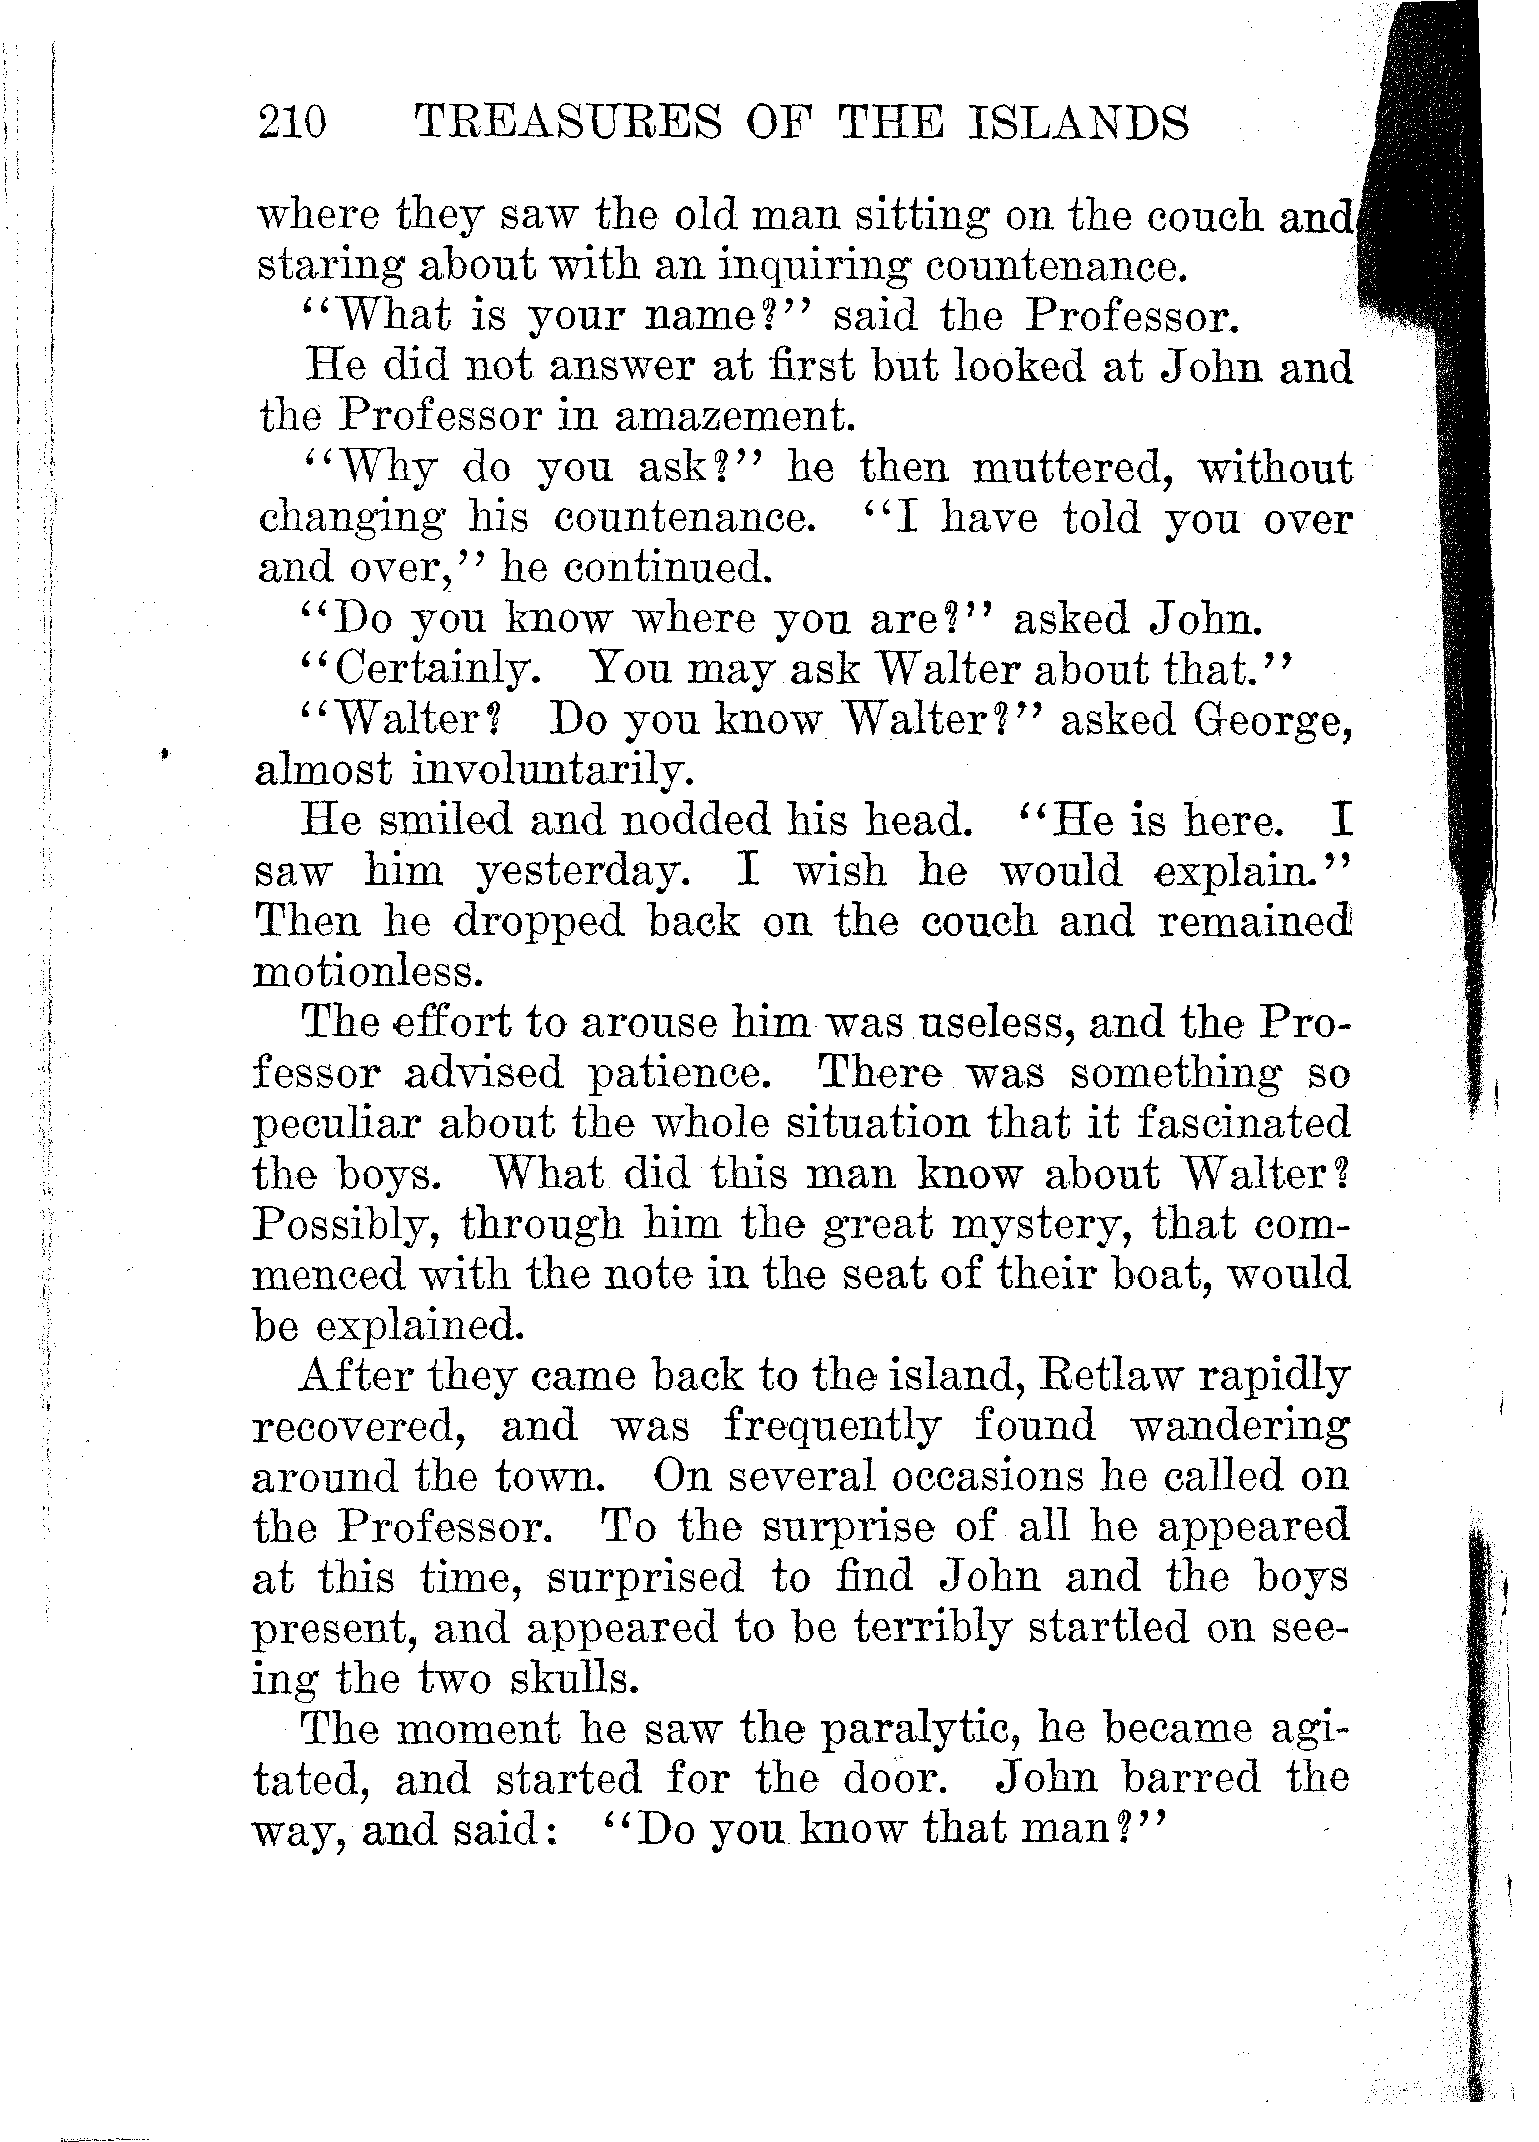 210 TREASURES OF THE ISLANDS
where they saw the old man sitting on the couch and
staring about with an inquiring countenance.
"What is your name?" said the Professor.
He did not answer at first but looked at John and
the Professor in amazement.
"Why do you ask?" he then muttered, without
changing his countenance. "I have told you over
and over," he continued.
"Do you know where you are?" asked John.
"Certainly. You may ask Walter about that."
"Walter? Do you know Walter?" asked George,
almost involuntarily.
He smiled and nodded his head. "He is here. I
saw him yesterday. I wish he would explain."
Then he dropped back on the couch and remained
motionless.
The effort to arouse him was useless, and the Pro-
fessor advised patience. There was something so
peculiar about the whole situation that it fascinated
the boys. What did this man know about Walter?
Possibly, through him the great mystery, that com-
menced with the note in the seat of their boat, would
be explained.
After they came back to the island, Retlaw rapidly
recovered, and was frequently found wandering
around the town. On several occasions he called on
the Professor. To the surprise of all he appeared
at this time, surprised to find John and the boys
present, and appeared to be terribly startled on see-
ing the two skulls.
The moment he saw the paralytic, he became agi-
tated, and started for the door. John barred the
way, and said: "Do you know that man?"